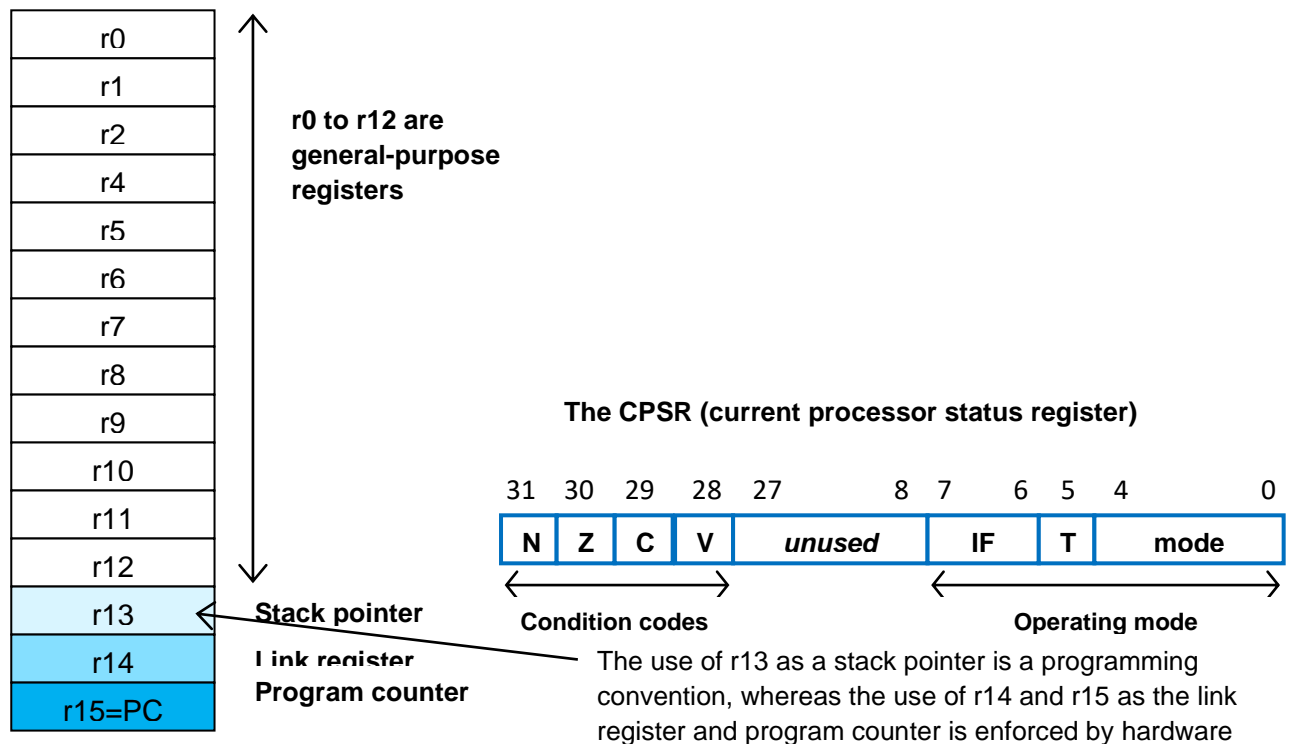 r0
r1
r2
r4
r5
r6
r7
r8
r9
r10
r11
r12
r13
r14
r15=PC
r0 to r12 are
general-purpose
registers
Stack pointer
Link register
Program counter
The CPSR (current processor status register)
31 30 29 28 27 8 7 6 5 4 0
N Z C V unused IF T mode
Condition codes Operating mode
The use of r13 as a stack pointer is a programming
convention, whereas the use of r14 and r15 as the link
register and program counter is enforced by hardware